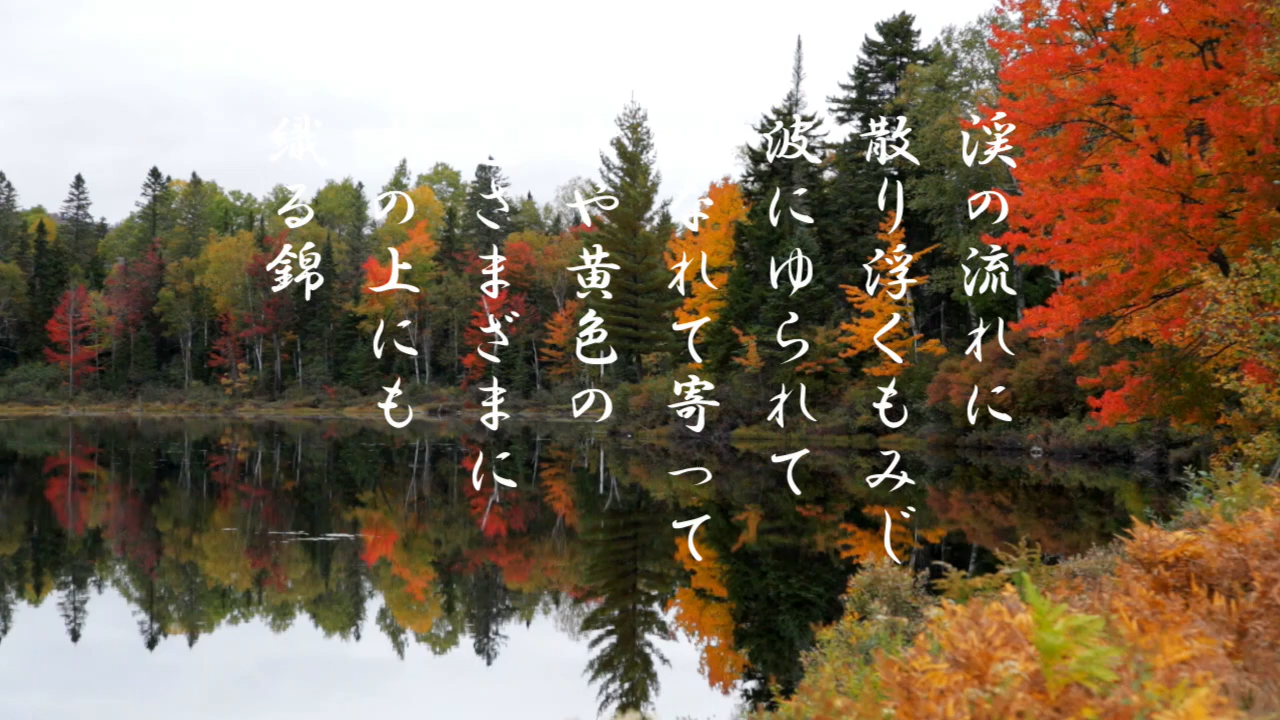 渓の流れに
散り浮くもみじ
波にゆられて
なれて寄って
や黄色の
さまざまに
の上にも
織る錦